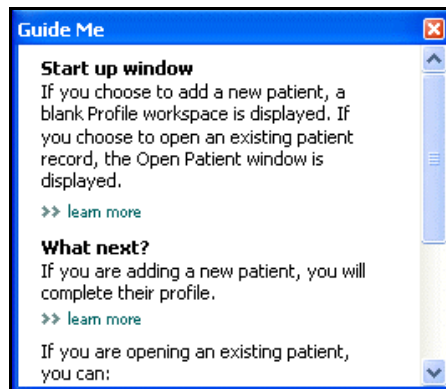 Guide Me
Start up window
If you choose to add a new patient, a
blank Profile workspace is displayed. If
you choose to open an existing patient
record, the Open Patient window is
displayed.
>> learn more
What next?
If you are adding a new patient, you will
complete their profile.
>> learn more
If you are opening an existing patient,
you can: